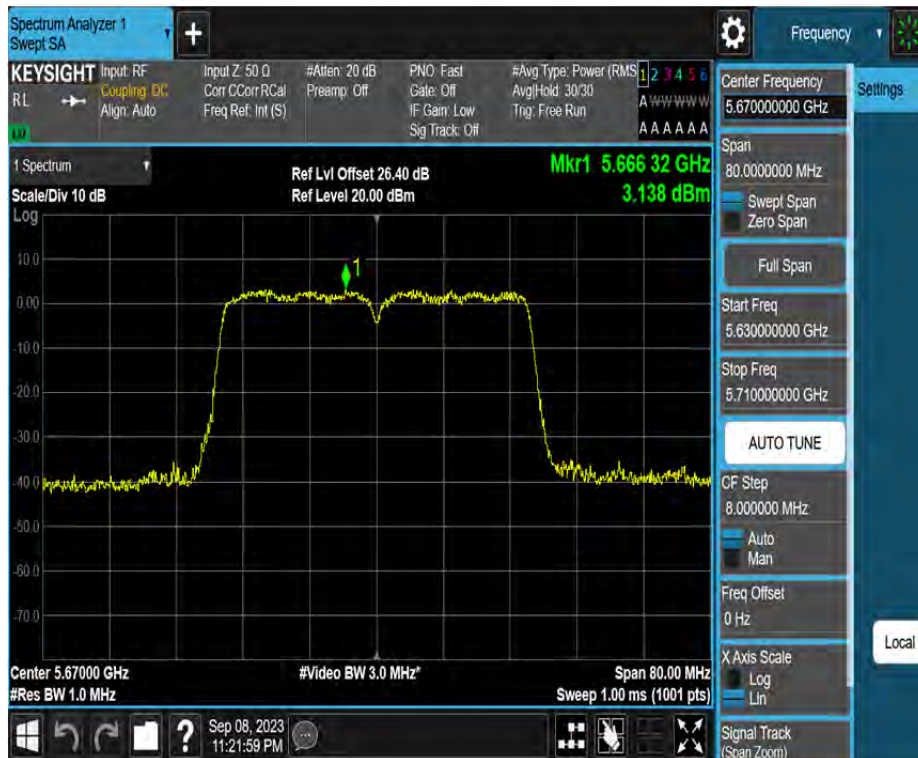 Spectrum Analyzer 1
Swept SA
+
Frequency
KEYSIGHT
RL
Input: RF
Coupling: DC
Align: Auto
Input Z: 50 Ω
Corr CCorr RCal
Freq Ref: Int (S)
#Atten: 20 dB
Preamp: Off
PNO: Fast
Gate: Off
IF Gain: Low
Sig Track: Off
#Avg Type: Power (RMS
Avg|Hold: 30/30
Trig: Free Run
1 2 3 4 5 6
A W W W W W
A A A A A A
1 Spectrum
Scale/Div 10 dB
Log
Ref Lvl Offset 26.40 dB
Ref Level 20.00 dBm
Mkr1 5.666 32 GHz
3.138 dBm
1
10.0
0.00
-10.0
-20.0
-30.0
-40.0
-50.0
-60.0
-70.0
Center 5.67000 GHz
#Res BW 1.0 MHz
#Video BW 3.0 MHz*
Span 80.00 MHz
Sweep 1.00 ms (1001 pts)
?
Sep 08, 2023
11:21:59 PM
Center Frequency
5.670000000 GHz
Settings
Span
80.0000000 MHz
Swept Span
Zero Span
Full Span
Start Freq
5.630000000 GHz
Stop Freq
5.710000000 GHz
AUTO TUNE
CF Step
8.000000 MHz
Auto
Man
Freq Offset
0 Hz
X Axis Scale
Log
Lin
Local
Signal Track
(Span Zoom)